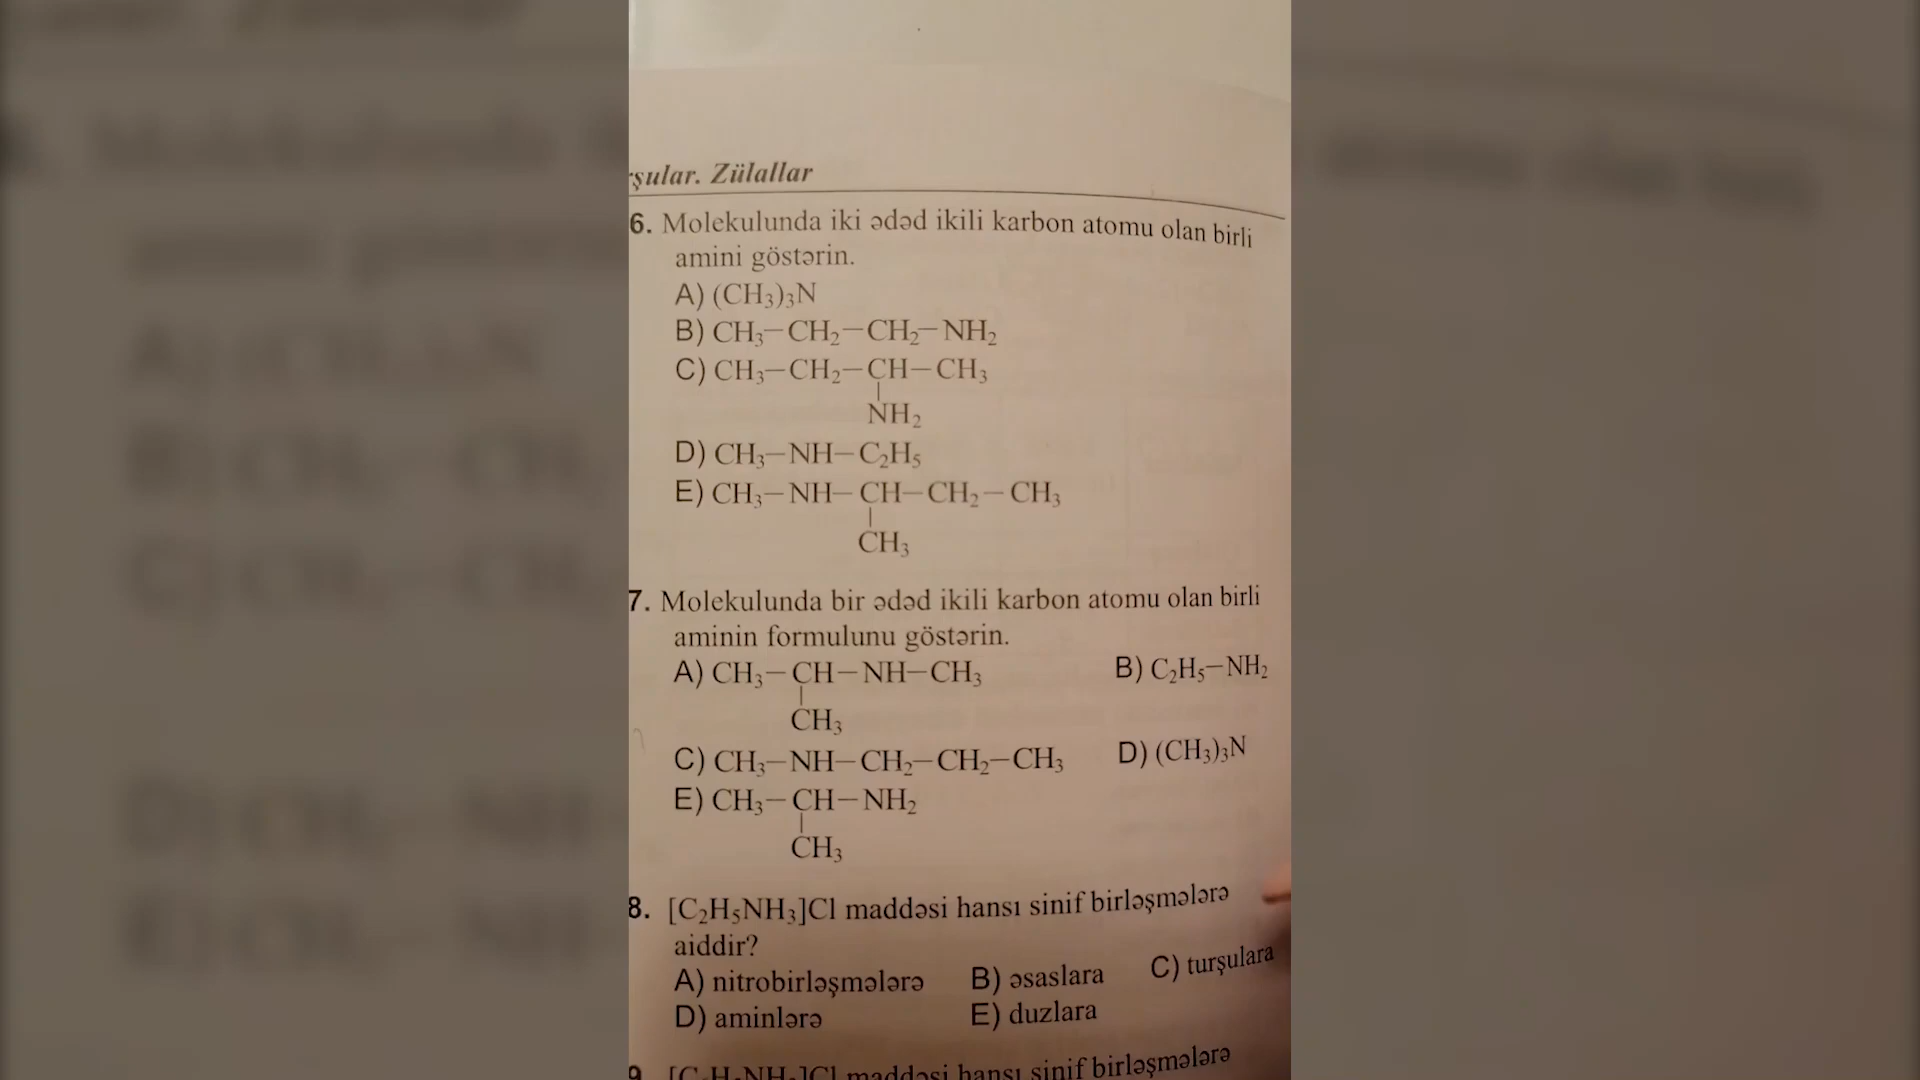 şular. Zülallar
6. Molekulunda iki ədəd ikili karbon atomu olan birli
amini göstərin.
A) (CH₃)₃N
B) CH₃—CH₂—CH₂—NH₂
C) CH₃—CH₂—CH—CH₃
|
NH₂
D) CH₃—NH—C₂H₅
E) CH₃—NH—CH—CH₂—CH₃
|
CH₃
7. Molekulunda bir ədəd ikili karbon atomu olan birli
aminin formulunu göstərin.
A) CH₃—CH—NH—CH₃ B) C₂H₅—NH₂
|
CH₃
C) CH₃—NH—CH₂—CH₂—CH₃ D) (CH₃)₃N
E) CH₃—CH—NH₂
|
CH₃
8. [C₂H₅NH₃]Cl maddəsi hansı sinif birləşmələrə
aiddir?
A) nitrobirləşmələrə B) əsaslara C) turşulara
D) aminlərə E) duzlara
9. maddəsi hansı sinif birləşmələrə